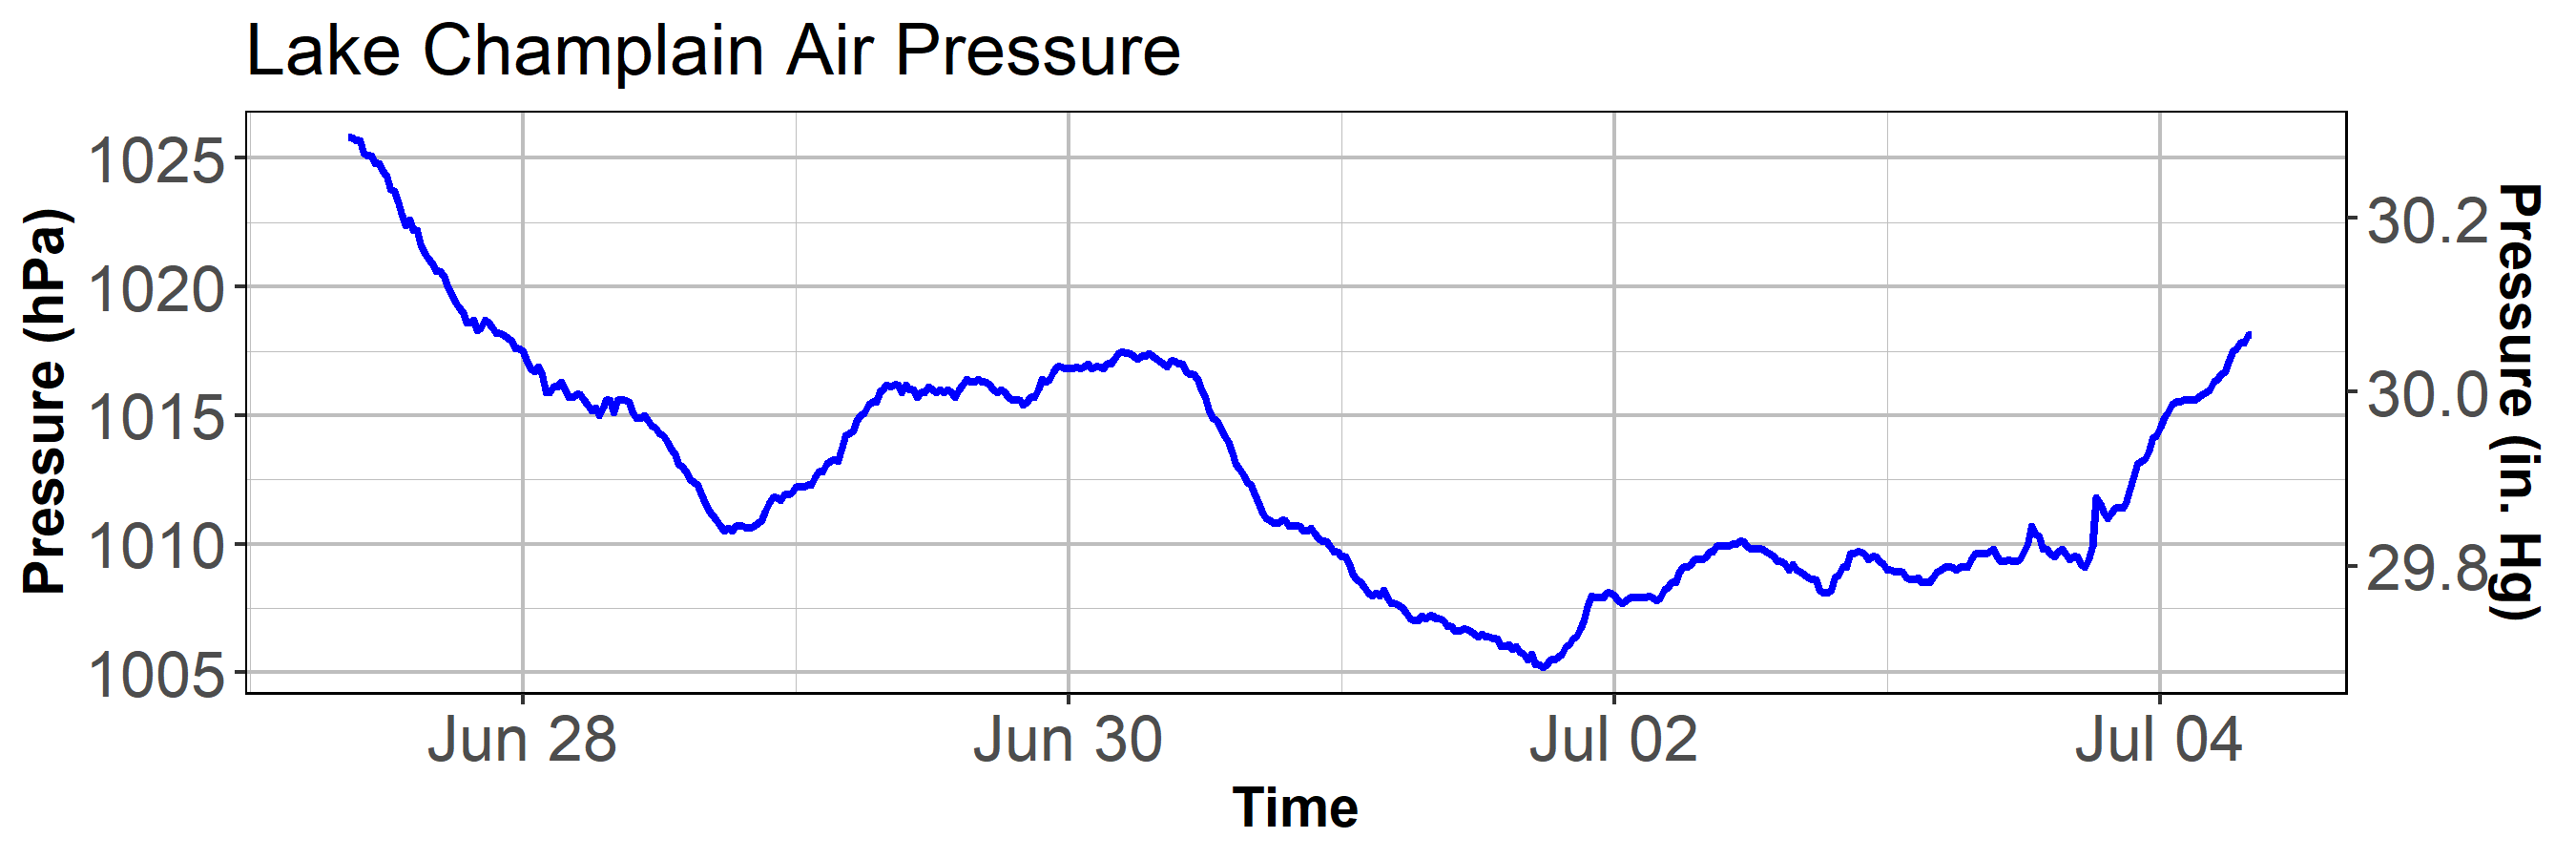 Lake Champlain Air Pressure
Pressure (hPa)
1025
1020
1015
1010
1005
30.2
30.0
29.8
Pressure (in. Hg)
Jun 28
Jun 30
Jul 02
Jul 04
Time